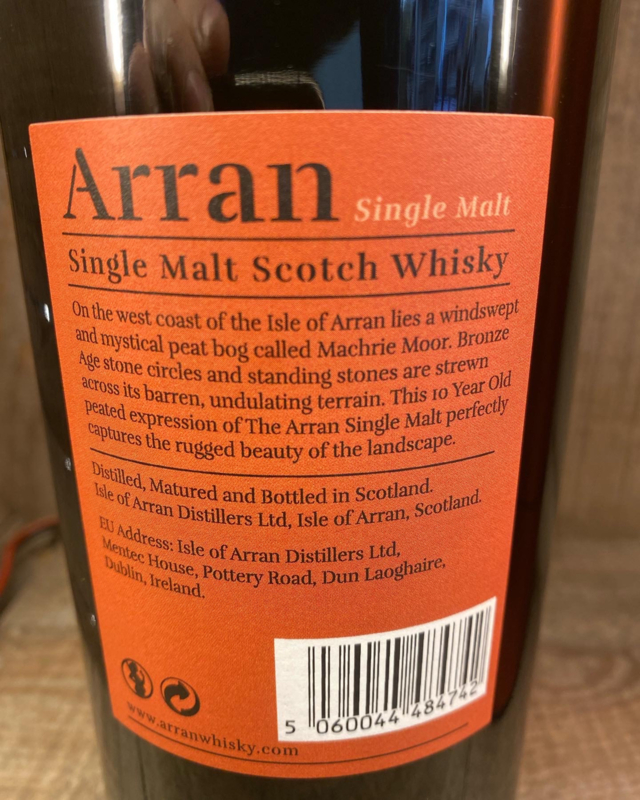 Arran Single Malt
Single Malt Scotch Whisky
On the west coast of the Isle of Arran lies a windswept
and mystical peat bog called Machrie Moor. Bronze
Age stone circles and standing stones are strewn
across its barren, undulating terrain. This 10 Year Old
peated expression of The Arran Single Malt perfectly
captures the rugged beauty of the landscape.
Distilled, Matured and Bottled in Scotland.
Isle of Arran Distillers Ltd, Isle of Arran, Scotland.
EU Address: Isle of Arran Distillers Ltd,
Mentec House, Pottery Road, Dun Laoghaire,
Dublin, Ireland.
5 060044 484742
www.arranwhisky.com